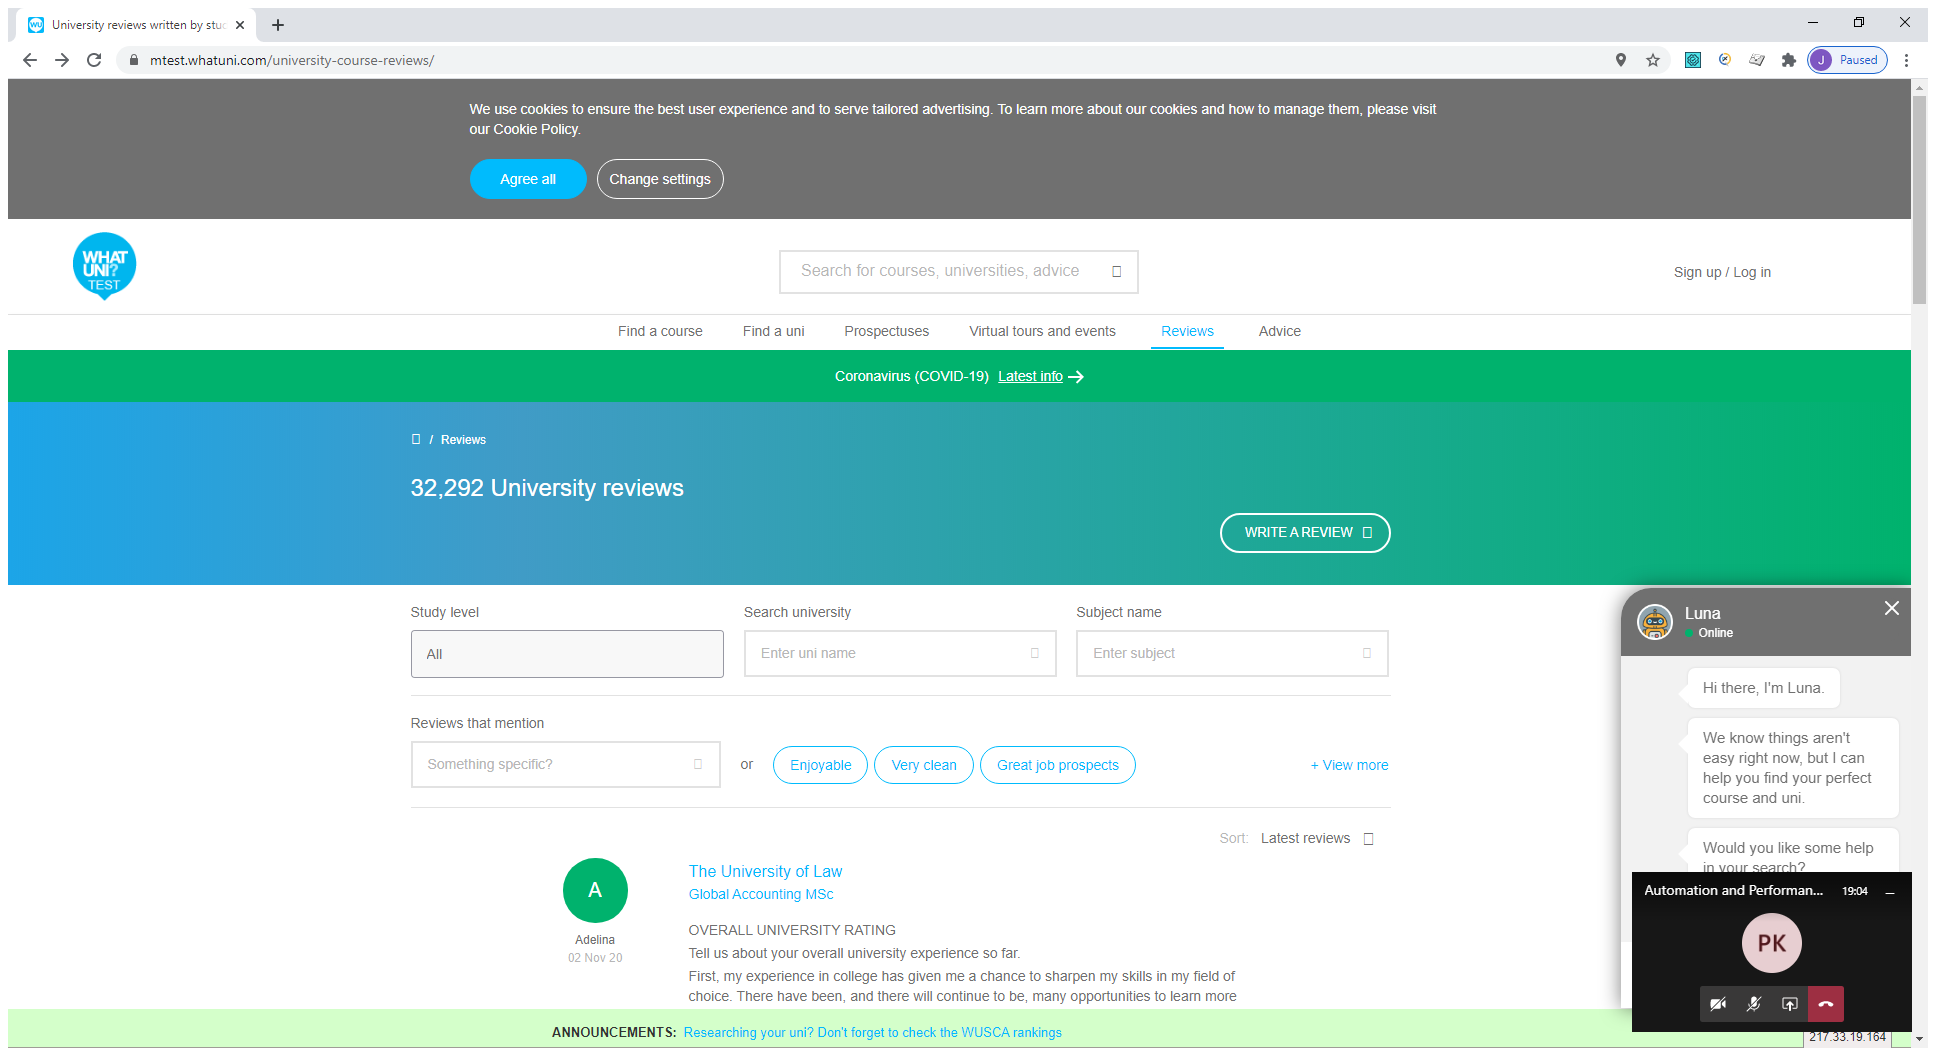 University reviews written by stu
mtest.whatuni.com/university-course-reviews/
J Paused
We use cookies to ensure the best user experience and to serve tailored advertising. To learn more about our cookies and how to manage them, please visit
our Cookie Policy.
Agree all
Change settings
WHAT
UNI?
TEST
Search for courses, universities, advice
Sign up / Log in
Find a course
Find a uni
Prospectuses
Virtual tours and events
Reviews
Advice
Coronavirus (COVID-19) Latest info
/ Reviews
32,292 University reviews
WRITE A REVIEW
Study level
Search university
Subject name
All
Enter uni name
Enter subject
Reviews that mention
Something specific?
or
Enjoyable
Very clean
Great job prospects
+ View more
Sort: Latest reviews
A
Adelina
02 Nov 20
The University of Law
Global Accounting MSc
OVERALL UNIVERSITY RATING
Tell us about your overall university experience so far.
First, my experience in college has given me a chance to sharpen my skills in my field of
choice. There have been, and there will continue to be, many opportunities to learn more
Luna
Online
Hi there, I'm Luna.
We know things aren't
easy right now, but I can
help you find your perfect
course and uni.
Would you like some help
in your search?
Automation and Performan... 19:04
PK
ANNOUNCEMENTS: Researching your uni? Don't forget to check the WUSCA rankings
217.33.19.164